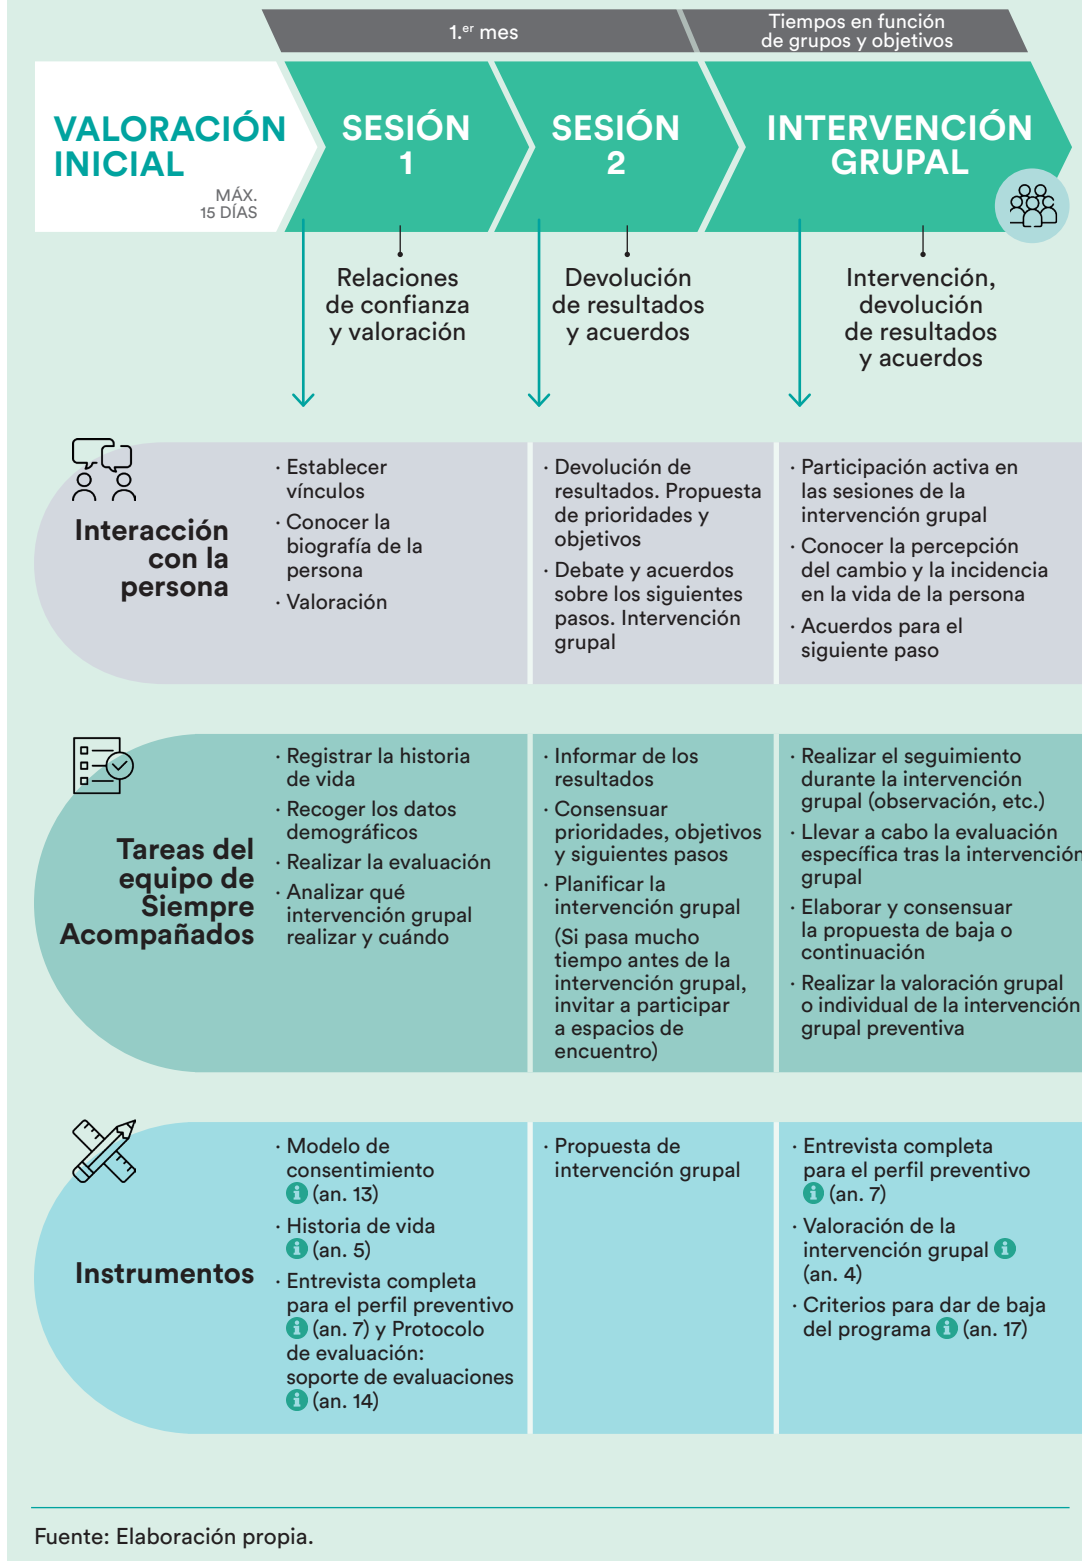 1.er mes
Tiempos en función
de grupos y objetivos
VALORACIÓN
INICIAL
MÁX.
15 DÍAS
SESIÓN
1
SESIÓN
2
INTERVENCIÓN
GRUPAL
Relaciones
de confianza
y valoración
Devolución
de resultados
y acuerdos
Intervención,
devolución
de resultados
y acuerdos
Interacción
con la
persona
· Establecer
vínculos
· Conocer la
biografía de la
persona
· Valoración
· Devolución de
resultados. Propuesta
de prioridades y
objetivos
· Debate y acuerdos
sobre los siguientes
pasos. Intervención
grupal
· Participación activa en
las sesiones de la
intervención grupal
· Conocer la percepción
del cambio y la incidencia
en la vida de la persona
· Acuerdos para el
siguiente paso
Tareas del
equipo de
Siempre
Acompañados
· Registrar la historia
de vida
· Recoger los datos
demográficos
· Realizar la evaluación
· Analizar qué
intervención grupal
realizar y cuándo
· Informar de los
resultados
· Consensuar
prioridades, objetivos
y siguientes pasos
· Planificar la
intervención grupal
(Si pasa mucho
tiempo antes de la
intervención grupal,
invitar a participar
a espacios de
encuentro)
· Realizar el seguimiento
durante la intervención
grupal (observación, etc.)
· Llevar a cabo la evaluación
específica tras la intervención
grupal
· Elaborar y consensuar
la propuesta de baja o
continuación
· Realizar la valoración grupal
o individual de la intervención
grupal preventiva
Instrumentos
· Modelo de
consentimiento
i (an. 13)
· Historia de vida
i (an. 5)
· Entrevista completa
para el perfil preventivo
i (an. 7) y Protocolo
de evaluación:
soporte de evaluaciones
i (an. 14)
· Propuesta de
intervención grupal
· Entrevista completa
para el perfil preventivo
i (an. 7)
· Valoración de la
intervención grupal i
(an. 4)
· Criterios para dar de baja
del programa i (an. 17)
Fuente: Elaboración propia.